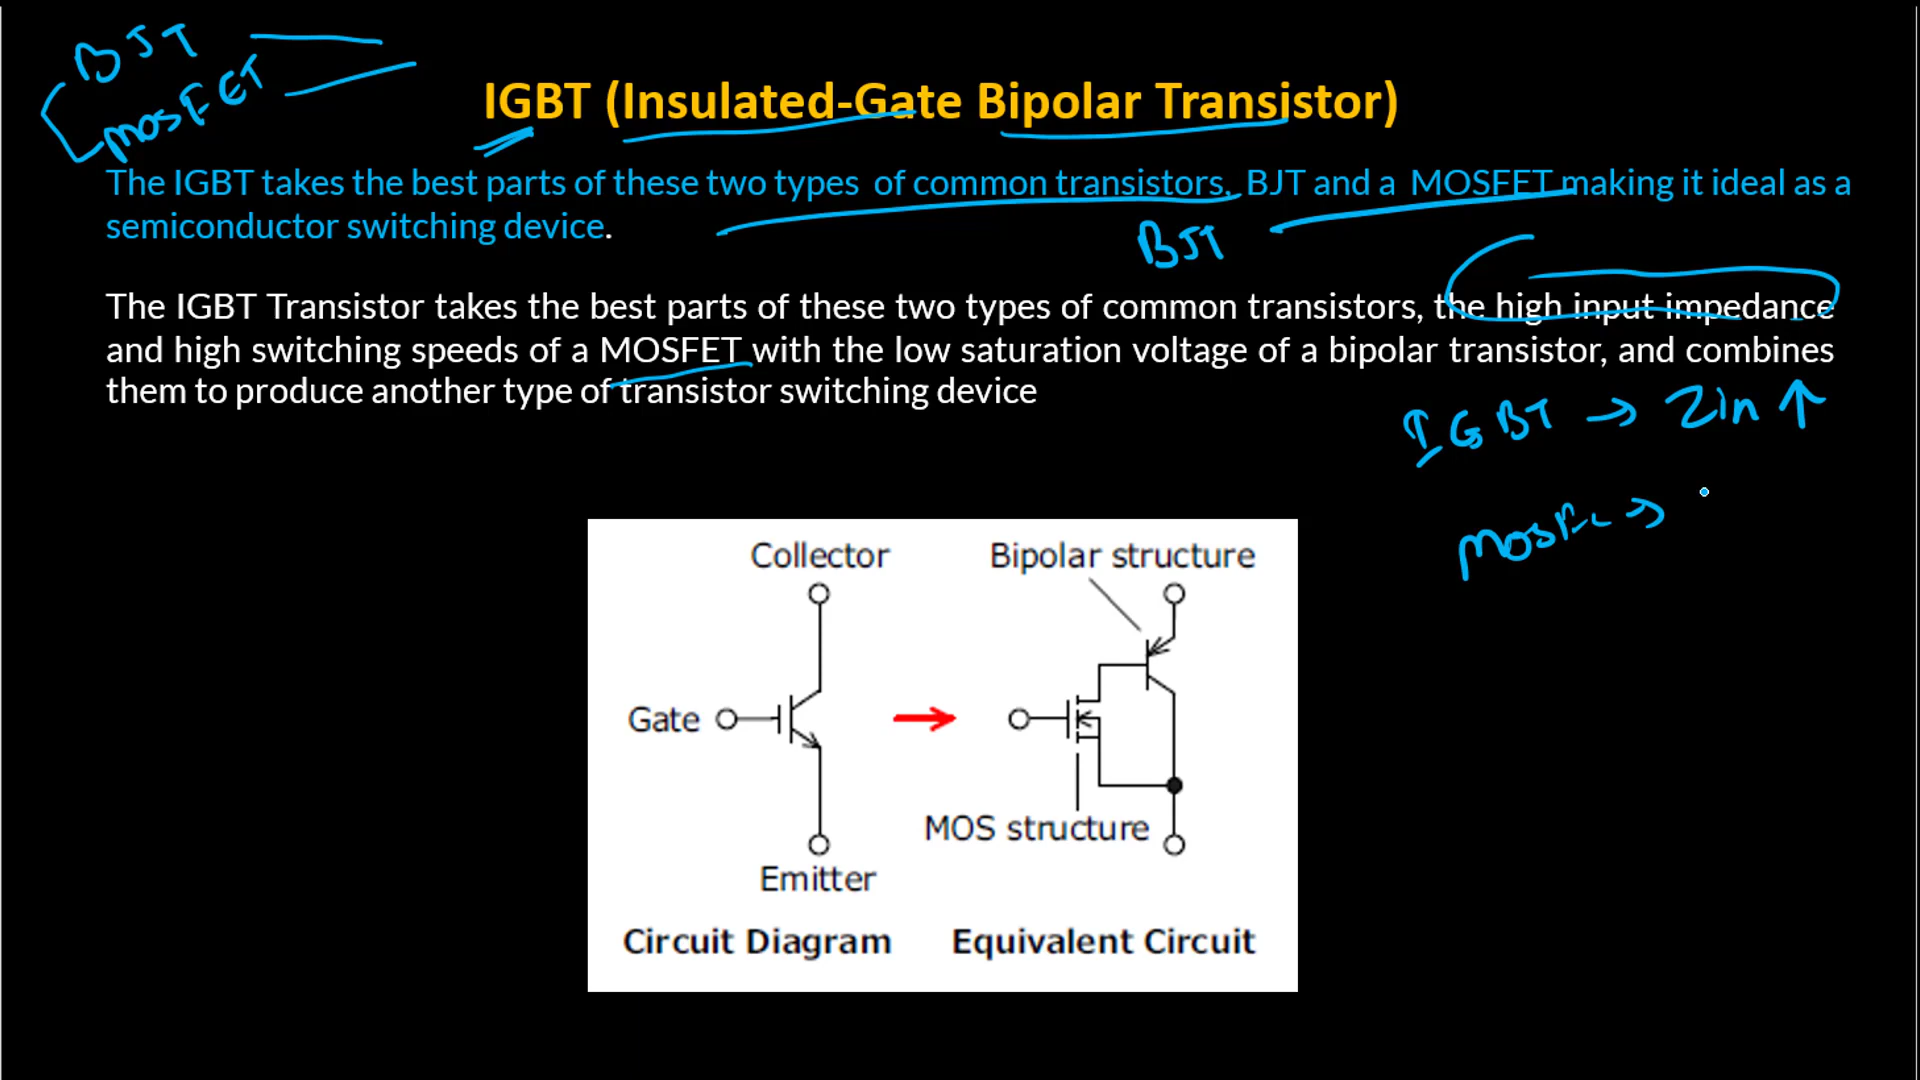 BJT
MOSFET
IGBT (Insulated-Gate Bipolar Transistor)
The IGBT takes the best parts of these two types of common transistors, BJT and a MOSFET making it ideal as a
semiconductor switching device.
BJT
The IGBT Transistor takes the best parts of these two types of common transistors, the high input impedance
and high switching speeds of a MOSFET with the low saturation voltage of a bipolar transistor, and combines
them to produce another type of transistor switching device
IGBT → Zin ↑
Collector
Bipolar structure
Gate
MOS structure
Emitter
Circuit Diagram
Equivalent Circuit